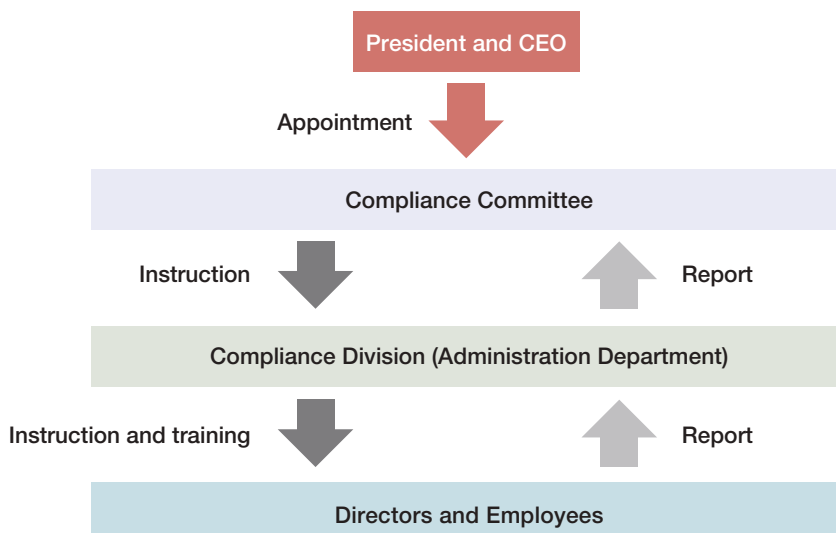 President and CEO
Appointment
Compliance Committee
Instruction
Report
Compliance Division (Administration Department)
Instruction and training
Report
Directors and Employees